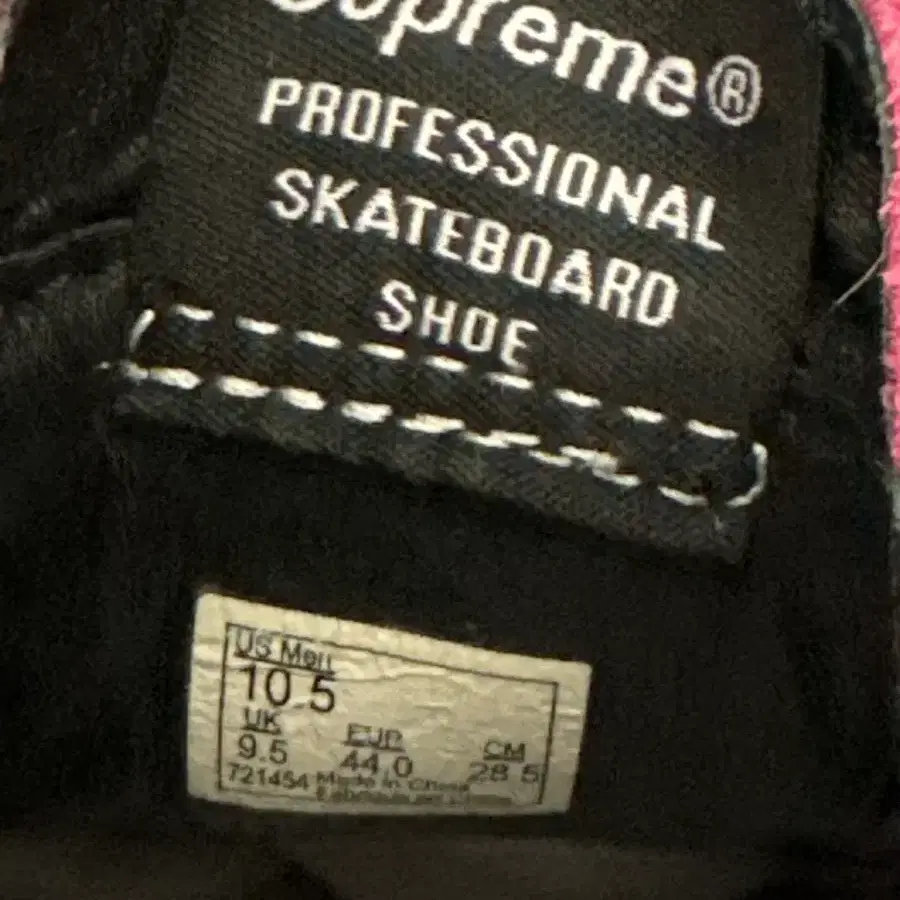 Supreme®
PROFESSIONAL
SKATEBOARD
SHOE
US Men
10.5
UK EUR CM
9.5 44.0 28.5
721454 Made in China